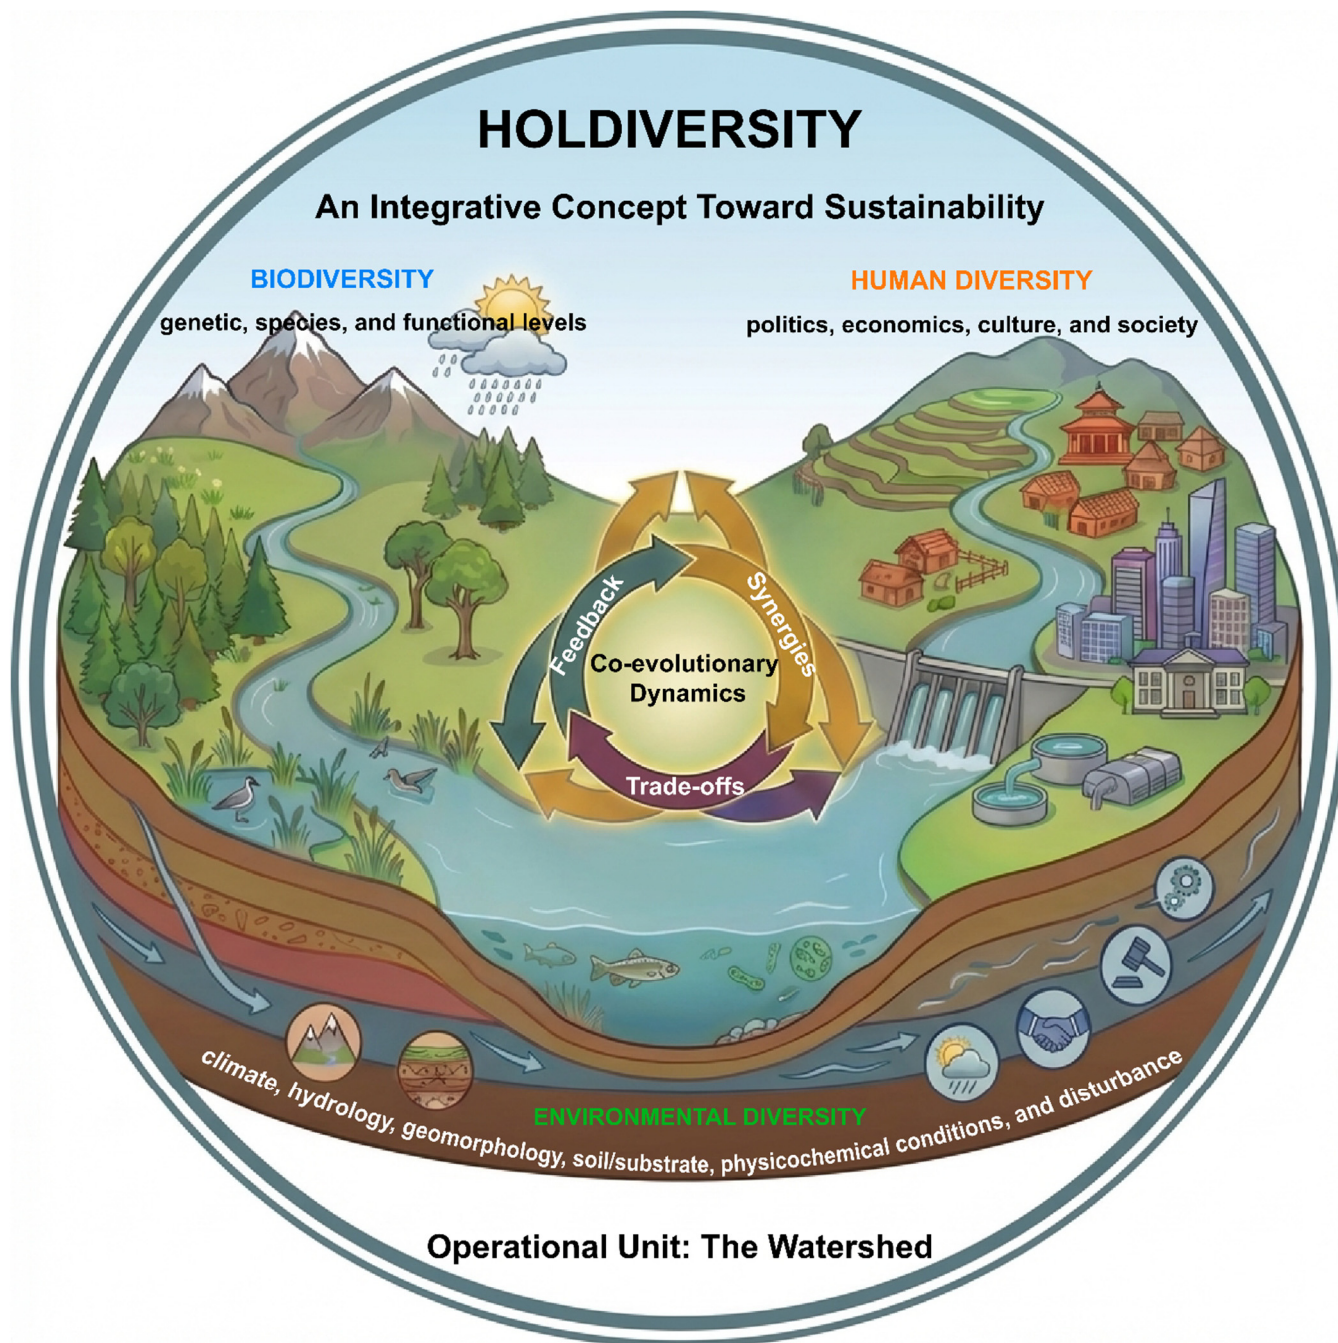 HOLDIVERSITY
An Integrative Concept Toward Sustainability
BIODIVERSITY
genetic, species, and functional levels
HUMAN DIVERSITY
politics, economics, culture, and society
Feedback
Synergies
Co-evolutionary
Dynamics
Trade-offs
ENVIRONMENTAL DIVERSITY
climate, hydrology, geomorphology, soil/substrate, physicochemical conditions, and disturbance
Operational Unit: The Watershed